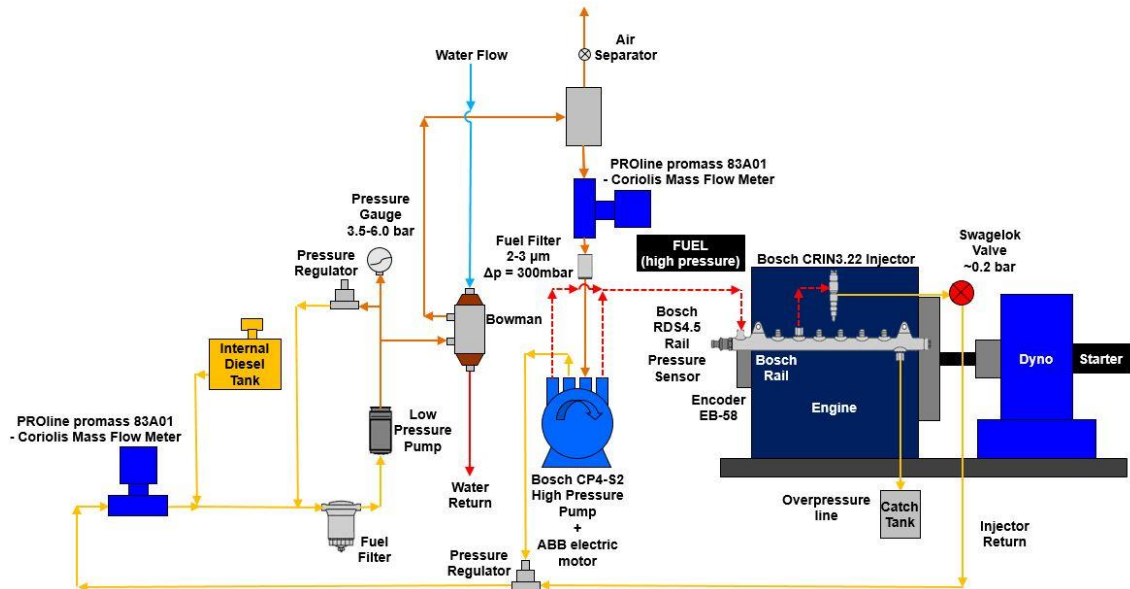 Air
Separator
Water Flow
PROline promass 83A01
- Coriolis Mass Flow Meter
Pressure
Gauge
3.5-6.0 bar
Fuel Filter
2-3 µm
Δp = 300mbar
FUEL
(high pressure)
Swagelok
Valve
~0.2 bar
Pressure
Regulator
Bosch CRIN3.22 Injector
Bowman
Bosch
RDS4.5
Rail
Pressure
Sensor
Internal
Diesel
Tank
Bosch
Rail
Dyno
Starter
Encoder
EB-58
Engine
PROline promass 83A01
- Coriolis Mass Flow Meter
Low
Pressure
Pump
Water
Return
Bosch CP4-S2
High Pressure
Pump
+
ABB electric
motor
Overpressure
line
Catch
Tank
Injector
Return
Fuel
Filter
Pressure
Regulator